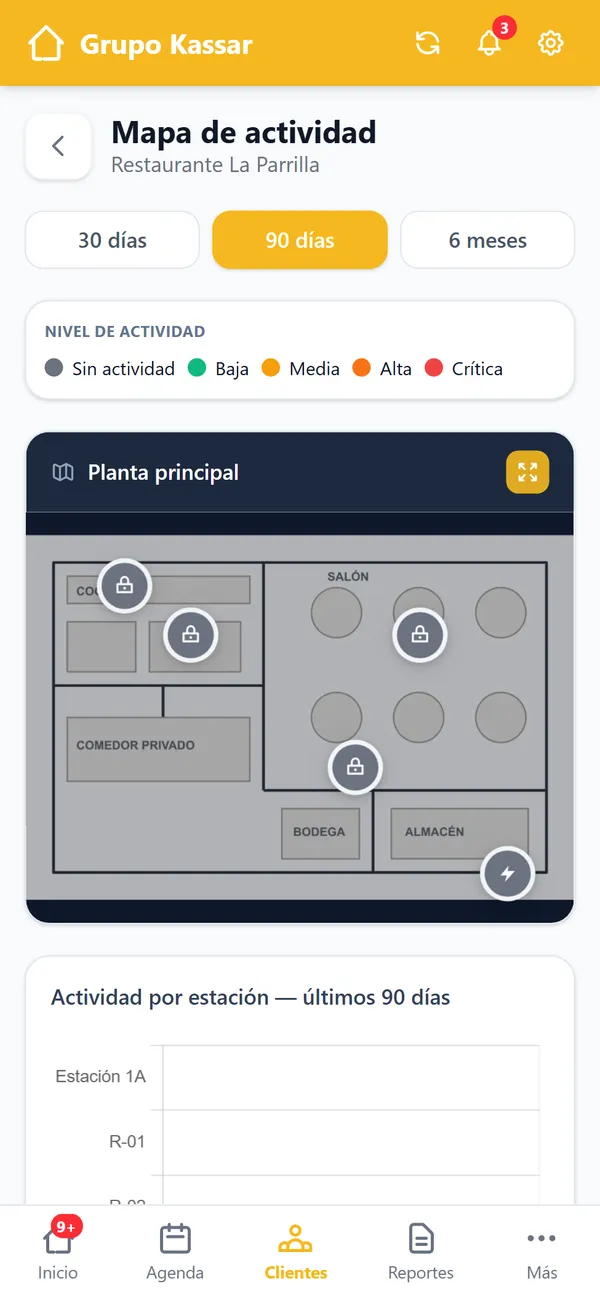 Grupo Kassar
3
Mapa de actividad
Restaurante La Parrilla
30 días
90 días
6 meses
NIVEL DE ACTIVIDAD
Sin actividad
Baja
Media
Alta
Crítica
Planta principal
SALÓN
COMEDOR PRIVADO
BODEGA
ALMACÉN
Actividad por estación — últimos 90 días
Estación 1A
R-01
9+
Inicio
Agenda
Clientes
Reportes
Más